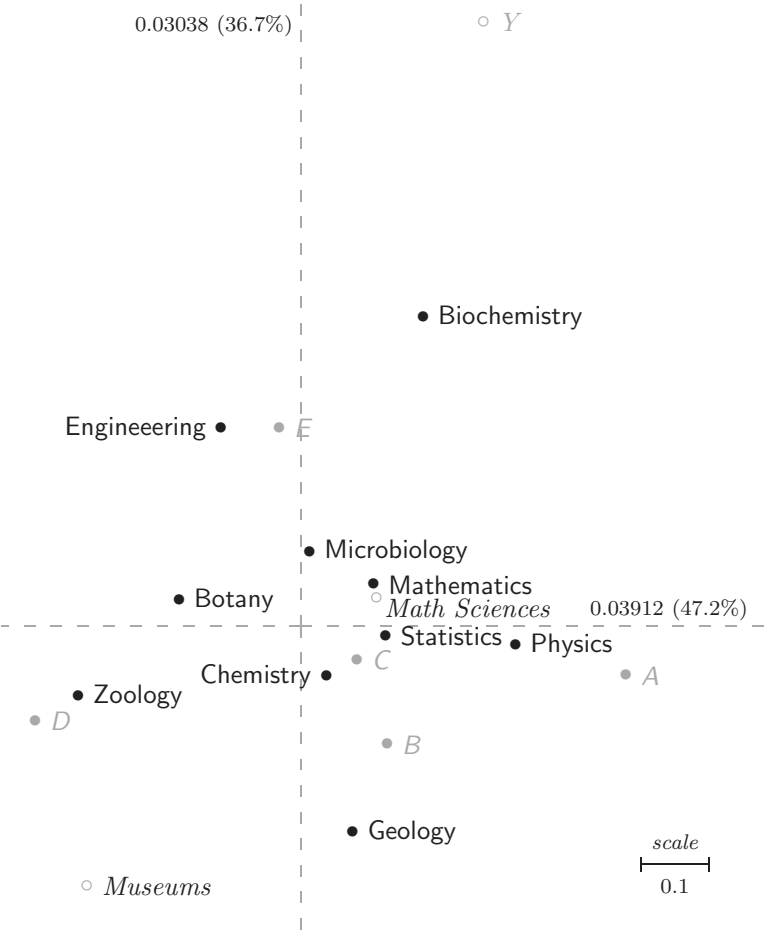 0.03038 (36.7%)
Y
Biochemistry
Engineeering
E
Microbiology
Mathematics
Botany
Math Sciences
0.03912 (47.2%)
Statistics
Physics
C
Chemistry
A
Zoology
D
B
Geology
scale
Museums
0.1